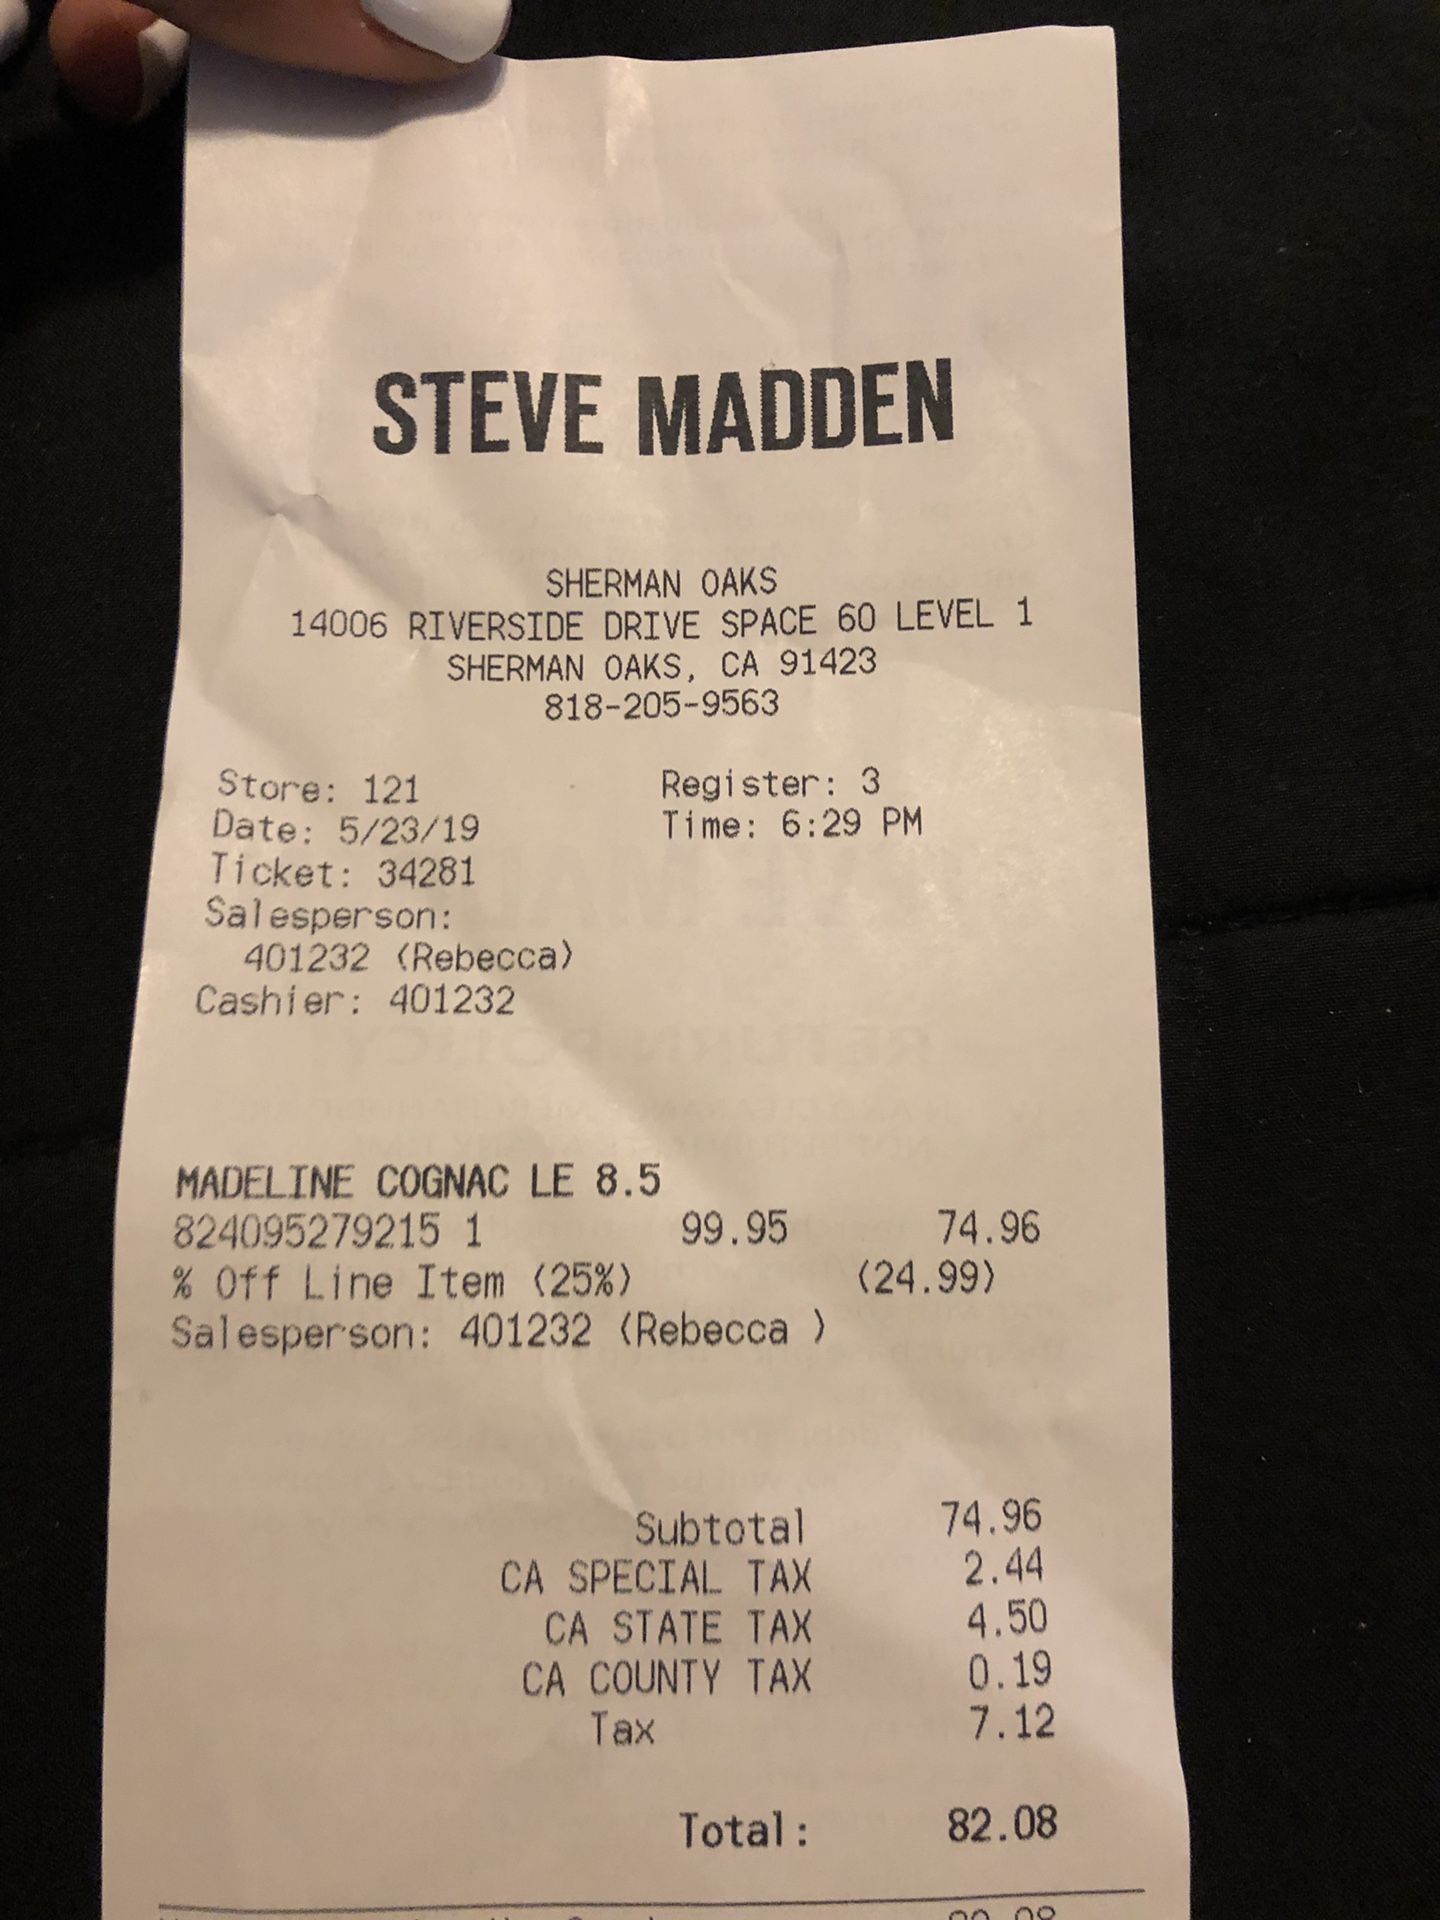 STEVE MADDEN
SHERMAN OAKS
14006 RIVERSIDE DRIVE SPACE 60 LEVEL 1
SHERMAN OAKS, CA 91423
818-205-9563
Store: 121 Register: 3
Date: 5/23/19 Time: 6:29 PM
Ticket: 34281
Salesperson:
401232 (Rebecca)
Cashier: 401232
RETURN POLICY
MADELINE COGNAC LE 8.5
824095279215 1 99.95 74.96
% Off Line Item (25%) (24.99)
Salesperson: 401232 (Rebecca )
Subtotal 74.96
CA SPECIAL TAX 2.44
CA STATE TAX 4.50
CA COUNTY TAX 0.19
Tax 7.12
Total: 82.08